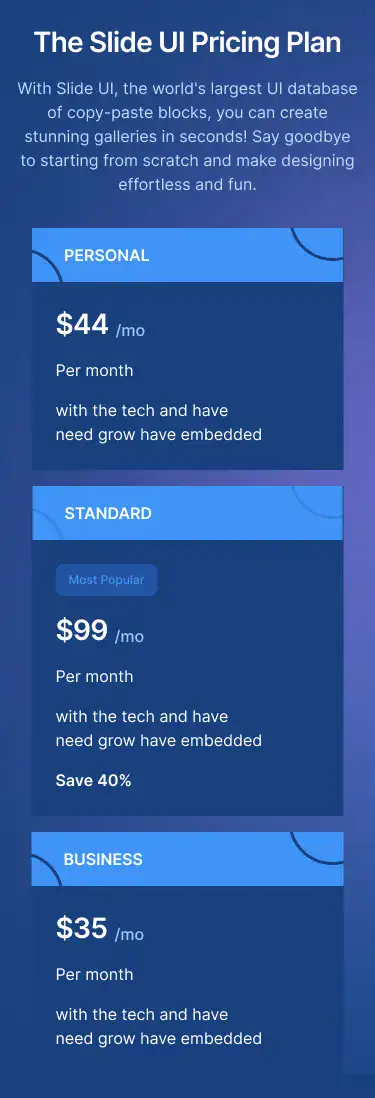 The Slide UI Pricing Plan
With Slide UI, the world's largest UI database
of copy-paste blocks, you can create
stunning galleries in seconds! Say goodbye
to starting from scratch and make designing
effortless and fun.
PERSONAL
$44 /mo
Per month
with the tech and have
need grow have embedded
STANDARD
Most Popular
$99 /mo
Per month
with the tech and have
need grow have embedded
Save 40%
BUSINESS
$35 /mo
Per month
with the tech and have
need grow have embedded